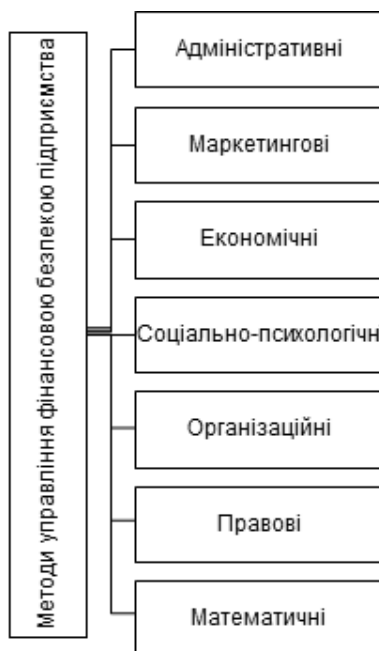 Методи управління фінансовою безпекою підприємства
Адміністративні
Маркетингові
Економічні
Соціально-психологічн
Організаційні
Правові
Математичні